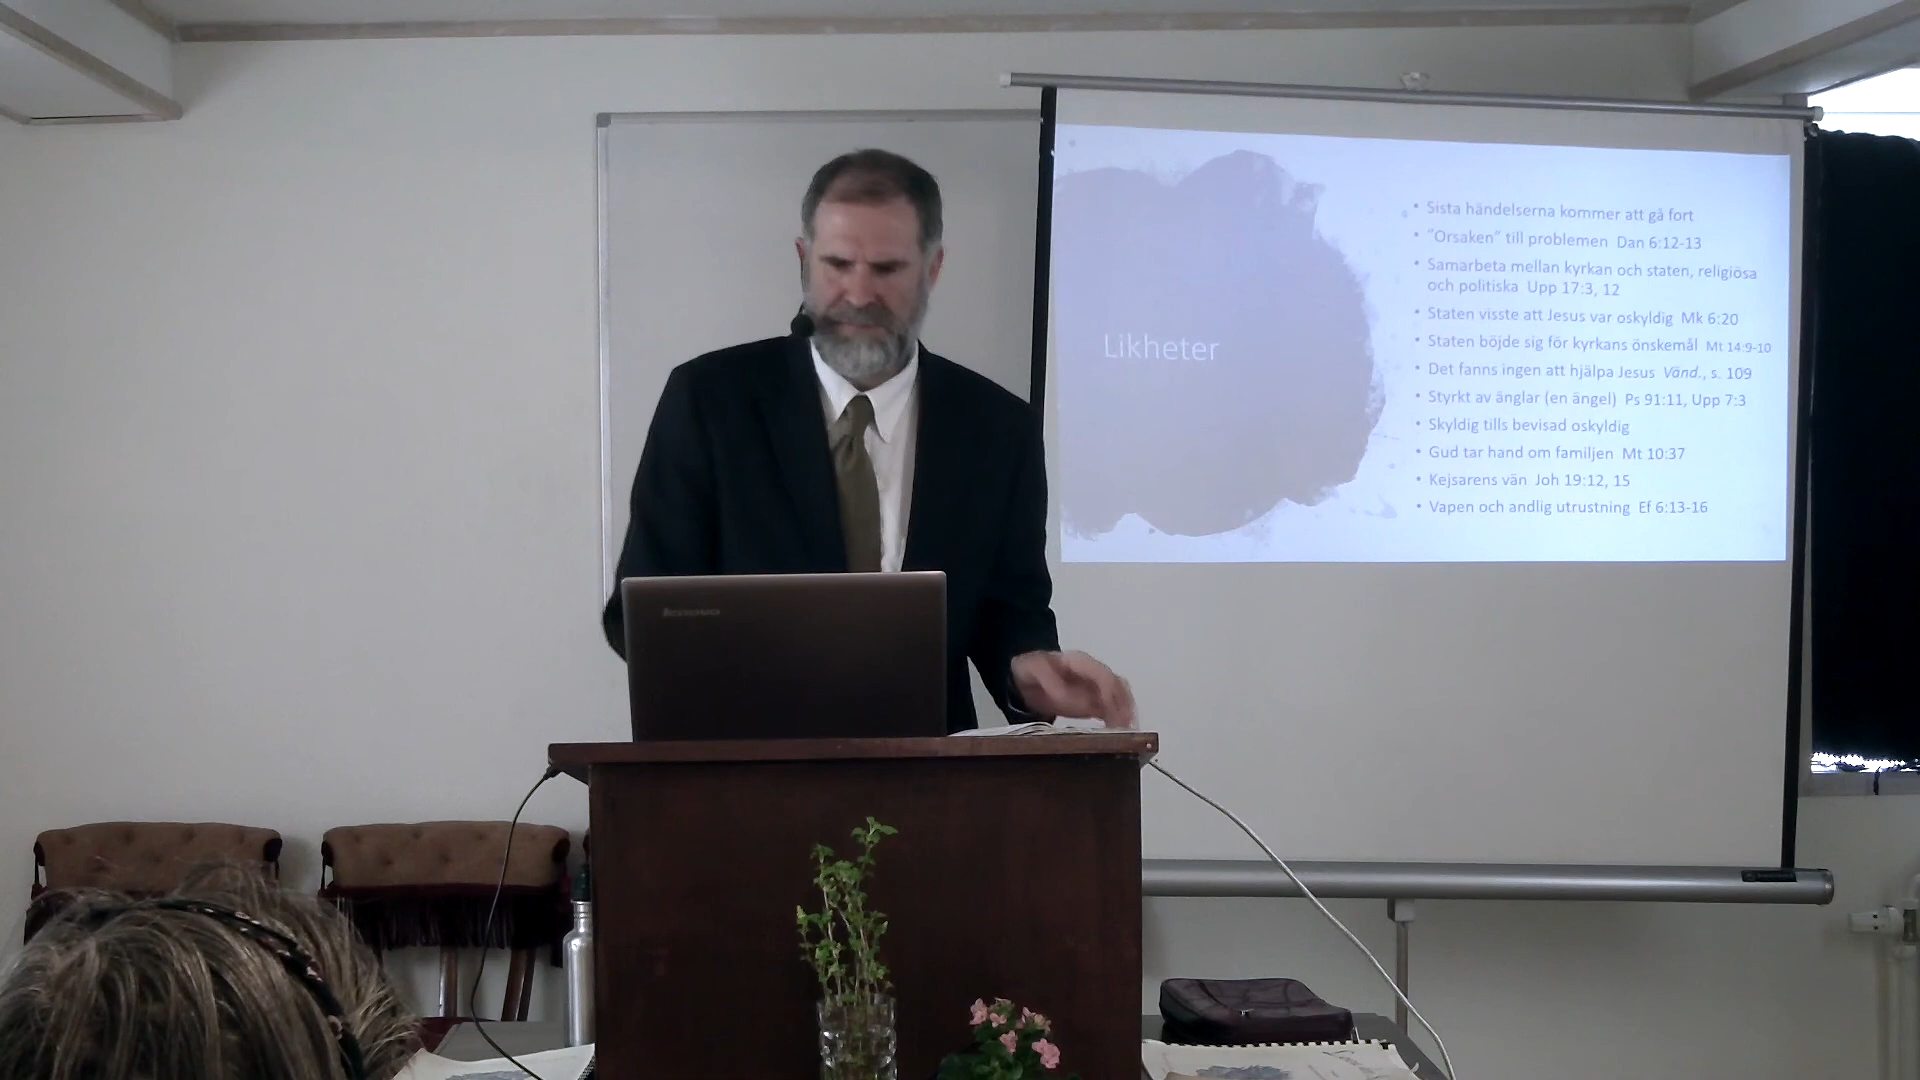 Likheter
• Sista händelserna kommer att gå fort
• "Orsaken" till problemen Dan 6:12-13
• Samarbeta mellan kyrkan och staten, religiösa
och politiska Upp 17:3, 12
• Staten visste att Jesus var oskyldig Mk 6:20
• Staten böjde sig för kyrkans önskemål Mt 14:9-10
• Det fanns ingen att hjälpa Jesus Vänd., s. 109
• Styrkt av änglar (en ängel) Ps 91:11, Upp 7:3
• Skyldig tills bevisad oskyldig
• Gud tar hand om familjen Mt 10:37
• Kejsarens vän Joh 19:12, 15
• Vapen och andlig utrustning Ef 6:13-16
lenovo